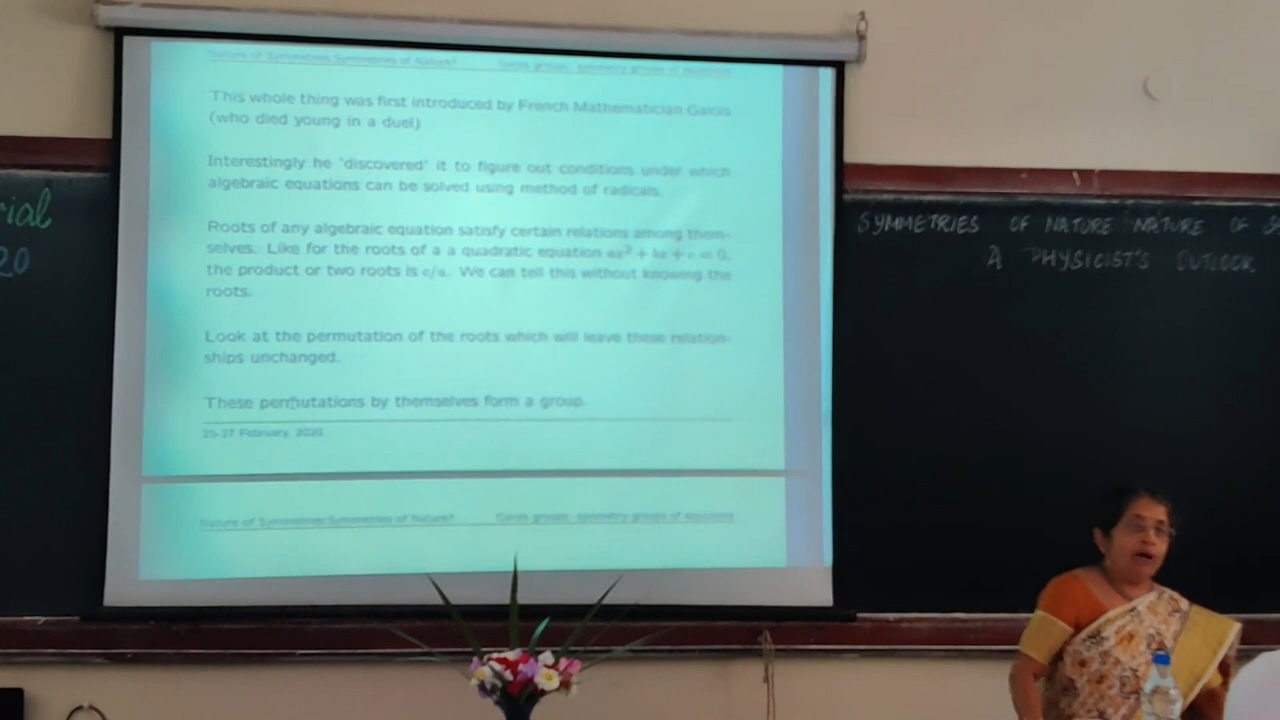 rial
20
Nature of Symmetries Symmetries of Nature? Galois groups: symmetry groups of equations
This whole thing was first introduced by French Mathematician Galois
(who died young in a duel)
Interestingly he 'discovered' it to figure out conditions under which
algebraic equations can be solved using method of radicals.
Roots of any algebraic equation satisfy certain relations among them-
selves. Like for the roots of a a quadratic equation ax² + bx + c = 0,
the product or two roots is c/a. We can tell this without knowing the
roots.
Look at the permutation of the roots which will leave these relation-
ships unchanged.
These permutations by themselves form a group.
25-27 February, 2020
Nature of Symmetries Symmetries of Nature? Galois groups: symmetry groups of equations
SYMMETRIES OF NATURE : NATURE OF S
A PHYSICIST'S OUTLOOK